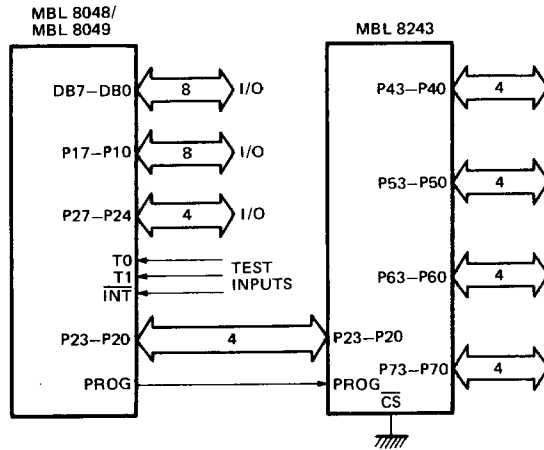 MBL 8048/
MBL 8049
DB7–DB0
8
I/O
P17–P10
8
I/O
P27–P24
4
I/O
T0
T1
INT
TEST
INPUTS
P23–P20
4
PROG
MBL 8243
P43–P40
4
P53–P50
4
P63–P60
4
P23–P20
P73–P70
4
PROG
CS